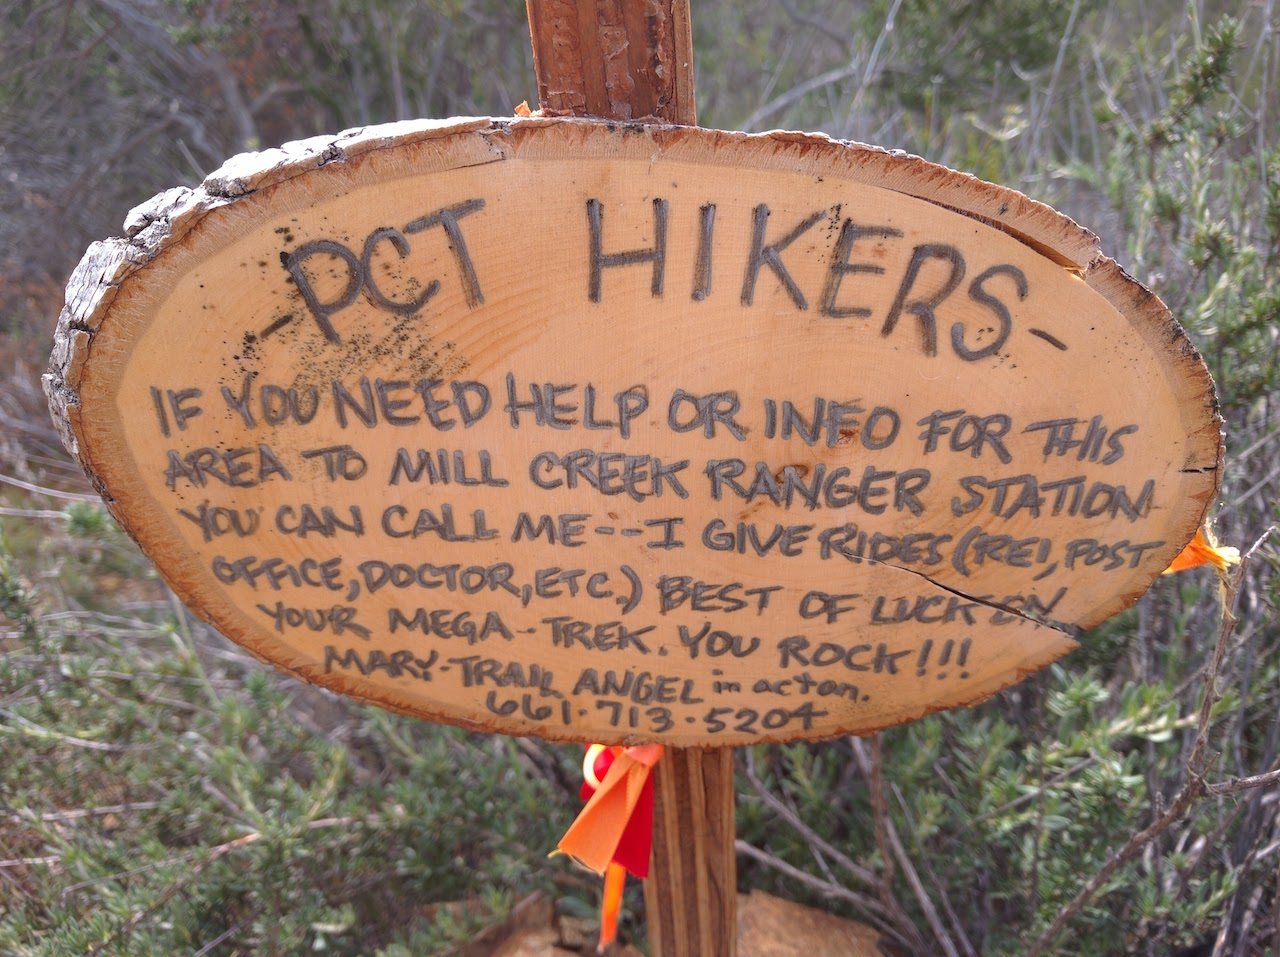 -PCT HIKERS-
IF YOU NEED HELP OR INFO FOR THIS
AREA TO MILL CREEK RANGER STATION
YOU CAN CALL ME--I GIVE RIDES (REI, POST
OFFICE, DOCTOR, ETC.) BEST OF LUCK ON
YOUR MEGA-TREK. YOU ROCK!!!
MARY-TRAIL ANGEL in acton.
661·713·5204